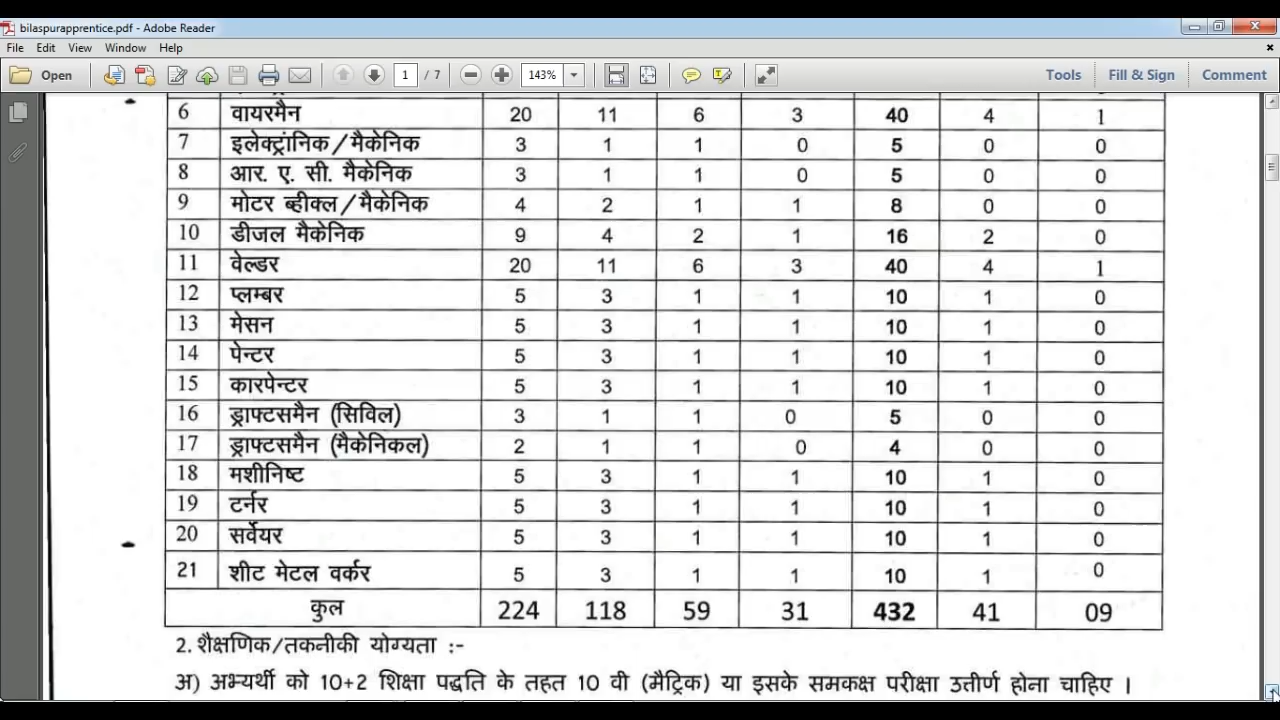 bilaspurapprentice.pdf - Adobe Reader
File Edit View Window Help
Open 1 / 7 143% Tools Fill & Sign Comment
6 वायरमैन 20 11 6 3 40 4 1
7 इलेक्ट्रांनिक/मैकेनिक 3 1 1 0 5 0 0
8 आर. ए. सी. मैकेनिक 3 1 1 0 5 0 0
9 मोटर व्हीक्ल/मैकेनिक 4 2 1 1 8 0 0
10 डीजल मैकेनिक 9 4 2 1 16 2 0
11 वेल्डर 20 11 6 3 40 4 1
12 प्लम्बर 5 3 1 1 10 1 0
13 मेसन 5 3 1 1 10 1 0
14 पेन्टर 5 3 1 1 10 1 0
15 कारपेन्टर 5 3 1 1 10 1 0
16 ड्राफ्टसमैन (सिविल) 3 1 1 0 5 0 0
17 ड्राफ्टसमैन (मैकेनिकल) 2 1 1 0 4 0 0
18 मशीनिष्ट 5 3 1 1 10 1 0
19 टर्नर 5 3 1 1 10 1 0
20 सर्वेयर 5 3 1 1 10 1 0
21 शीट मेटल वर्कर 5 3 1 1 10 1 0
कुल 224 118 59 31 432 41 09
2. शैक्षणिक/तकनीकी योग्यता :-
अ) अभ्यर्थी को 10+2 शिक्षा पद्धति के तहत 10 वी (मैट्रिक) या इसके समकक्ष परीक्षा उत्तीर्ण होना चाहिए ।